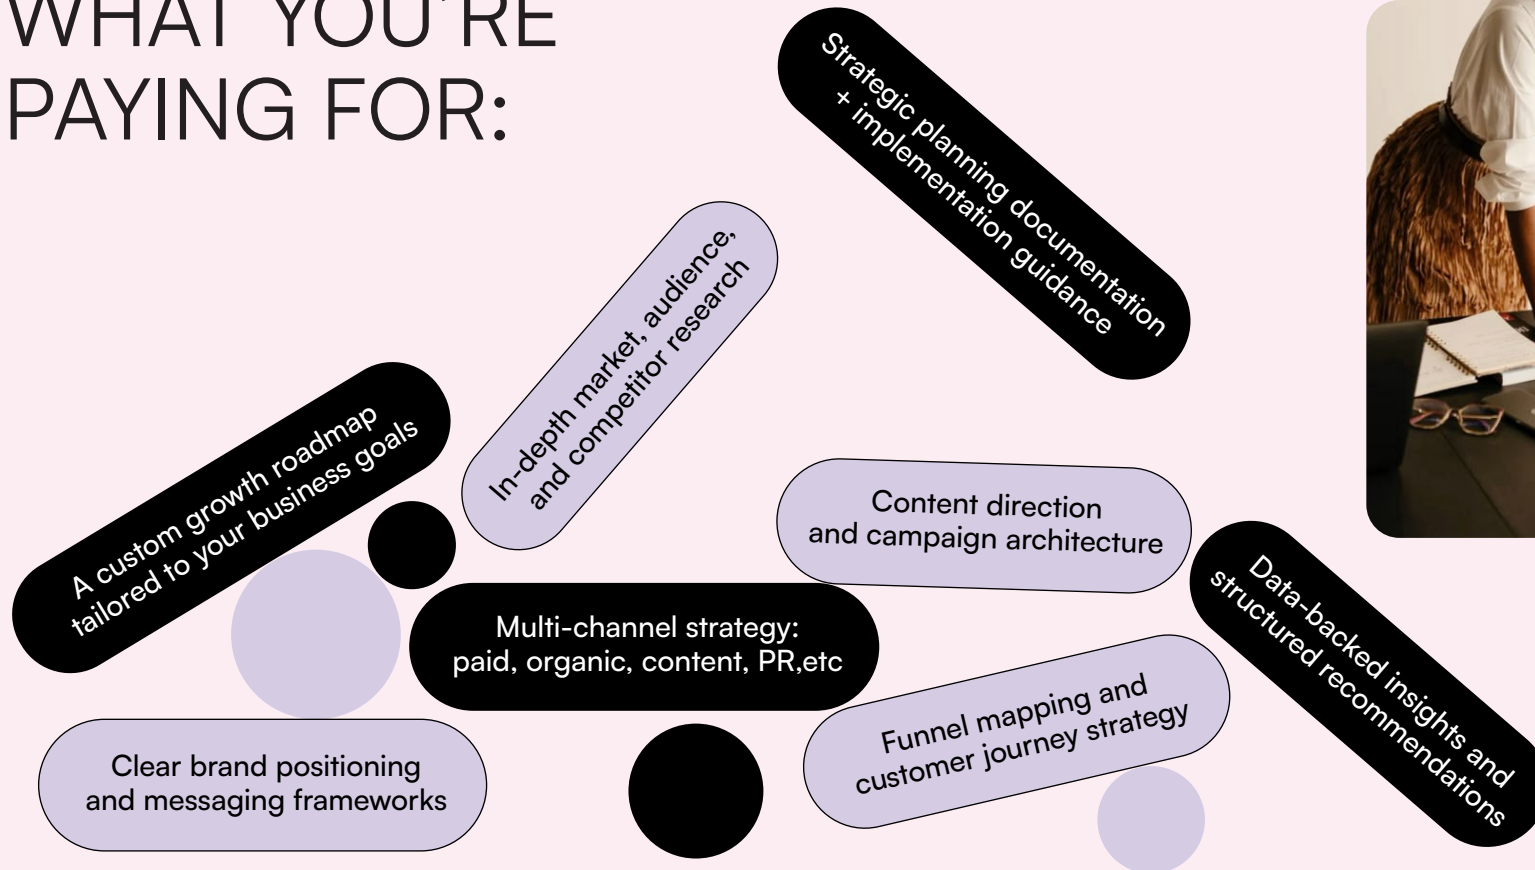 WHAT YOU'RE
PAYING FOR:
Strategic planning documentation
+ implementation guidance
In-depth market, audience,
and competitor research
A custom growth roadmap
tailored to your business goals
Content direction
and campaign architecture
Data-backed insights and
structured recommendations
Multi-channel strategy:
paid, organic, content, PR,etc
Funnel mapping and
customer journey strategy
Clear brand positioning
and messaging frameworks